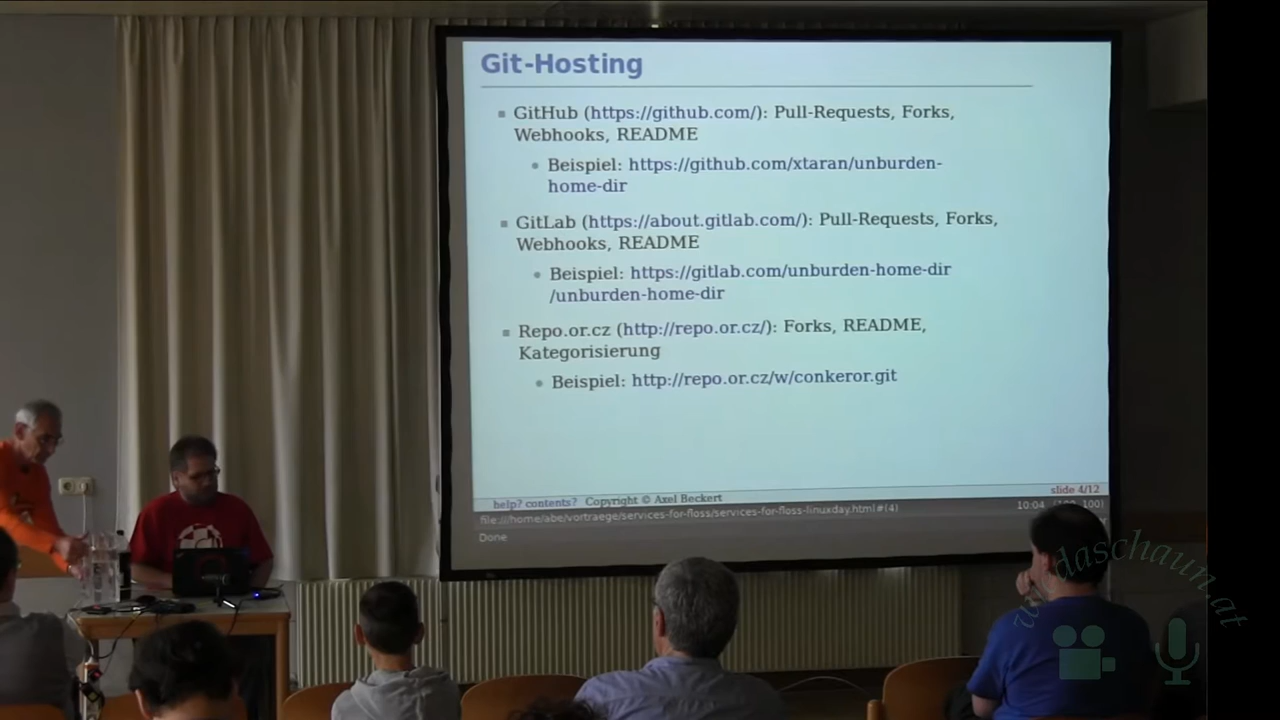 Git-Hosting
GitHub (https://github.com/): Pull-Requests, Forks,
Webhooks, README
Beispiel: https://github.com/xtaran/unburden-
home-dir
GitLab (https://about.gitlab.com/): Pull-Requests, Forks,
Webhooks, README
Beispiel: https://gitlab.com/unburden-home-dir
/unburden-home-dir
Repo.or.cz (http://repo.or.cz/): Forks, README,
Kategorisierung
Beispiel: http://repo.or.cz/w/conkeror.git
help? contents? Copyright © Axel Beckert
slide 4/12
file:///home/abe/vortraege/services-for-floss/services-for-floss-linuxday.html#(4)
10:04 (100, 100)
Done
daschaun.at